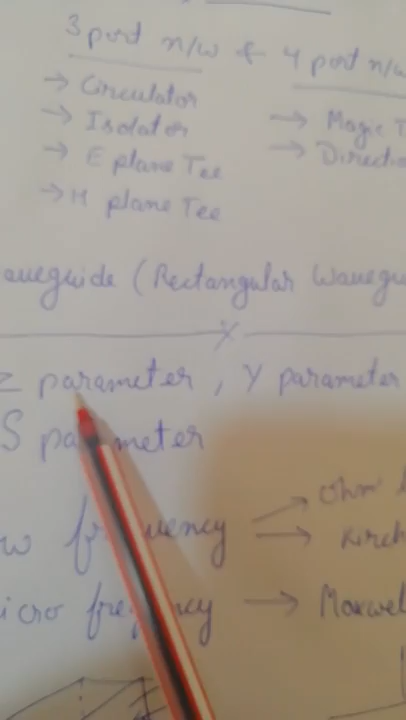 3 port n/w & 4 port n/w
→ Circulator
→ Isolator → Magic T
→ E plane Tee → Directio
→ H plane Tee
aveguide (Rectangular Wavegu
x
Z parameter, Y parameter
S parameter
w frequency → ohm
→ Kirch
icro frequency → Maxwel